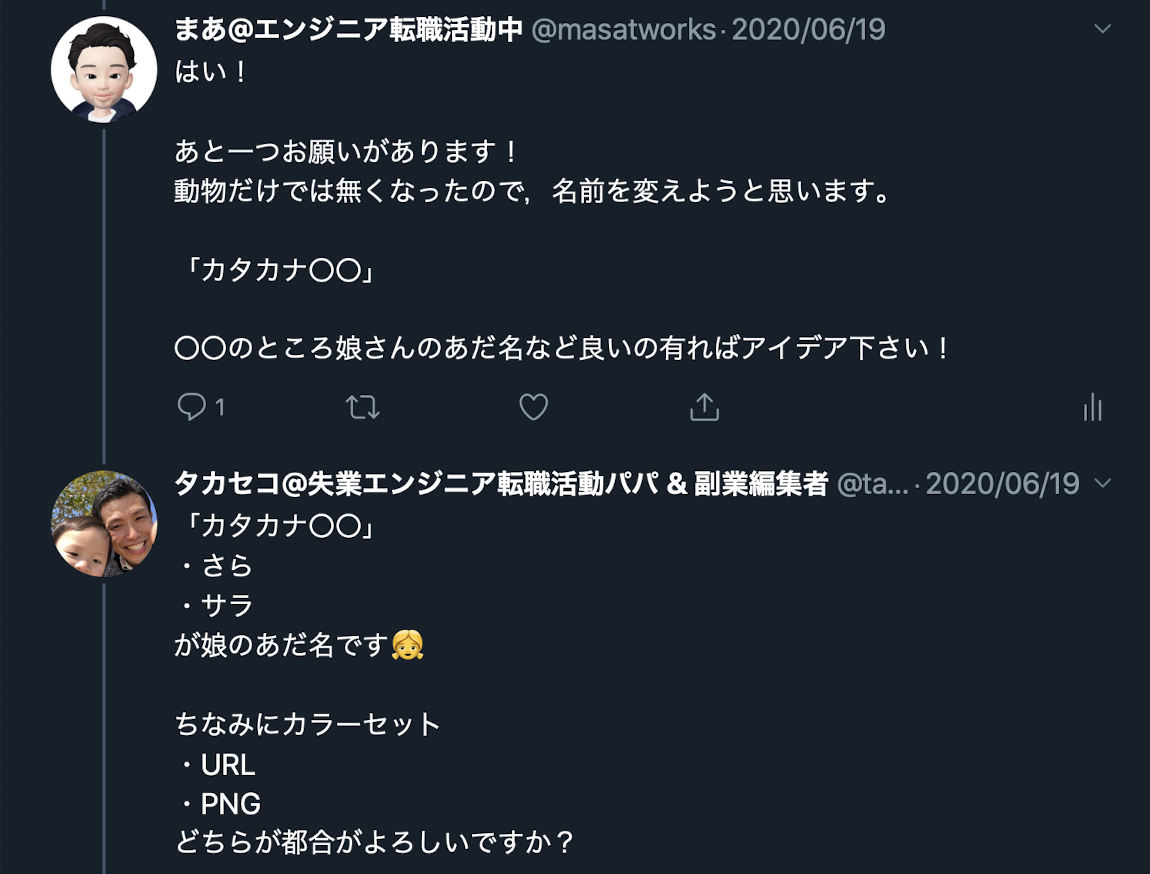 まあ@エンジニア転職活動中 @masatworks · 2020/06/19
はい！
あと一つお願いがあります！
動物だけでは無くなったので，名前を変えようと思います。
「カタカナ〇〇」
〇〇のところ娘さんのあだ名など良いの有ればアイデア下さい！
1
タカセコ@失業エンジニア転職活動パパ & 副業編集者 @ta... · 2020/06/19
「カタカナ〇〇」
・さら
・サラ
が娘のあだ名です👧
ちなみにカラーセット
・URL
・PNG
どちらが都合がよろしいですか？